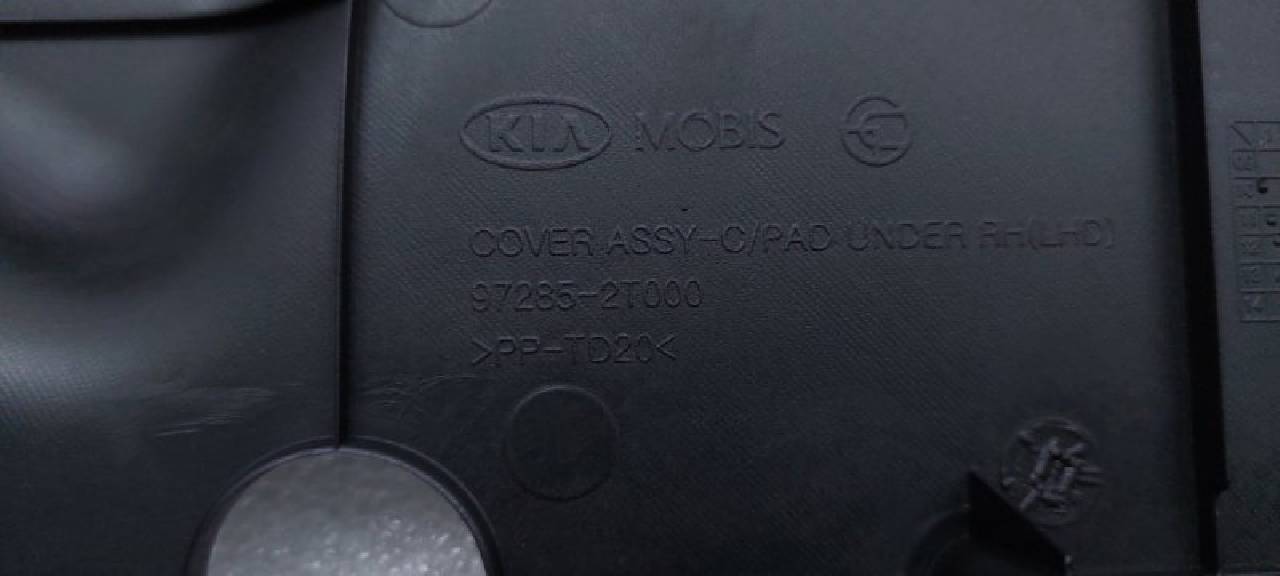 KIA MOBIS
COVER ASSY-C/PAD UNDER RH(LHD)
97285-2T000
>PP-TD20<